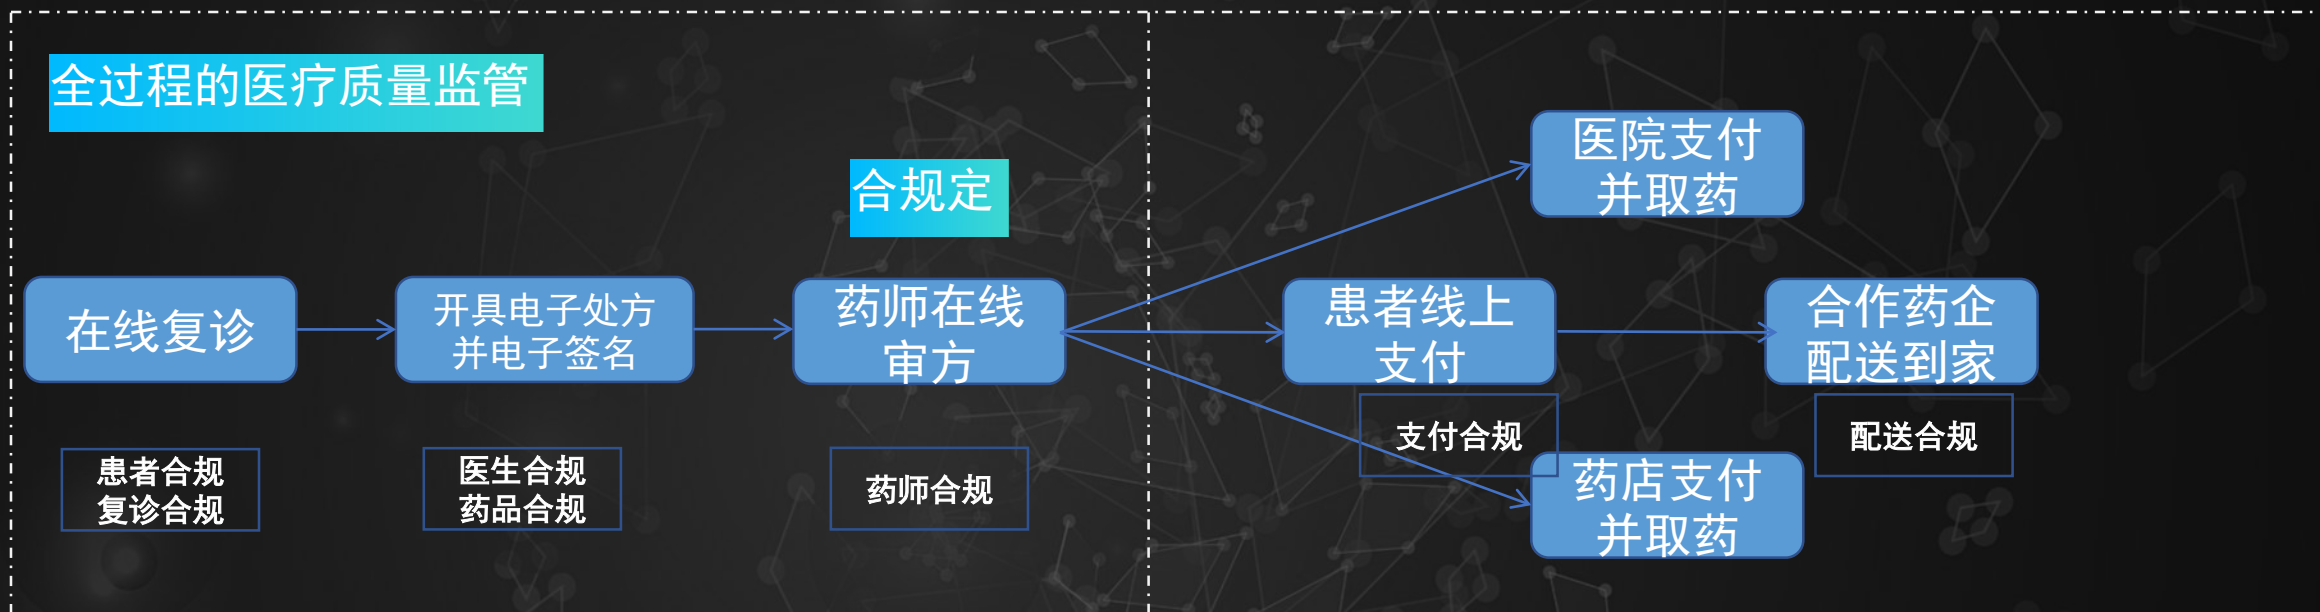 全过程的医疗质量监管
合规定
在线复诊
开具电子处方
并电子签名
药师在线
审方
医院支付
并取药
患者线上
支付
合作药企
配送到家
药店支付
并取药
患者合规
复诊合规
医生合规
药品合规
药师合规
支付合规
配送合规